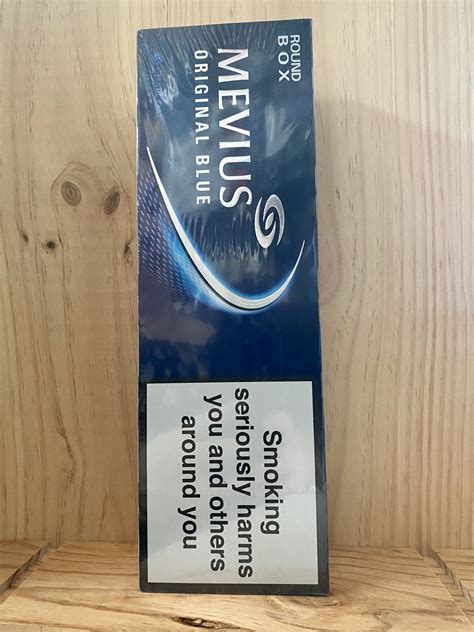 MEVIUS
ORIGINAL BLUE
ROUND
BOX
Smoking
seriously harms
you and others
around you